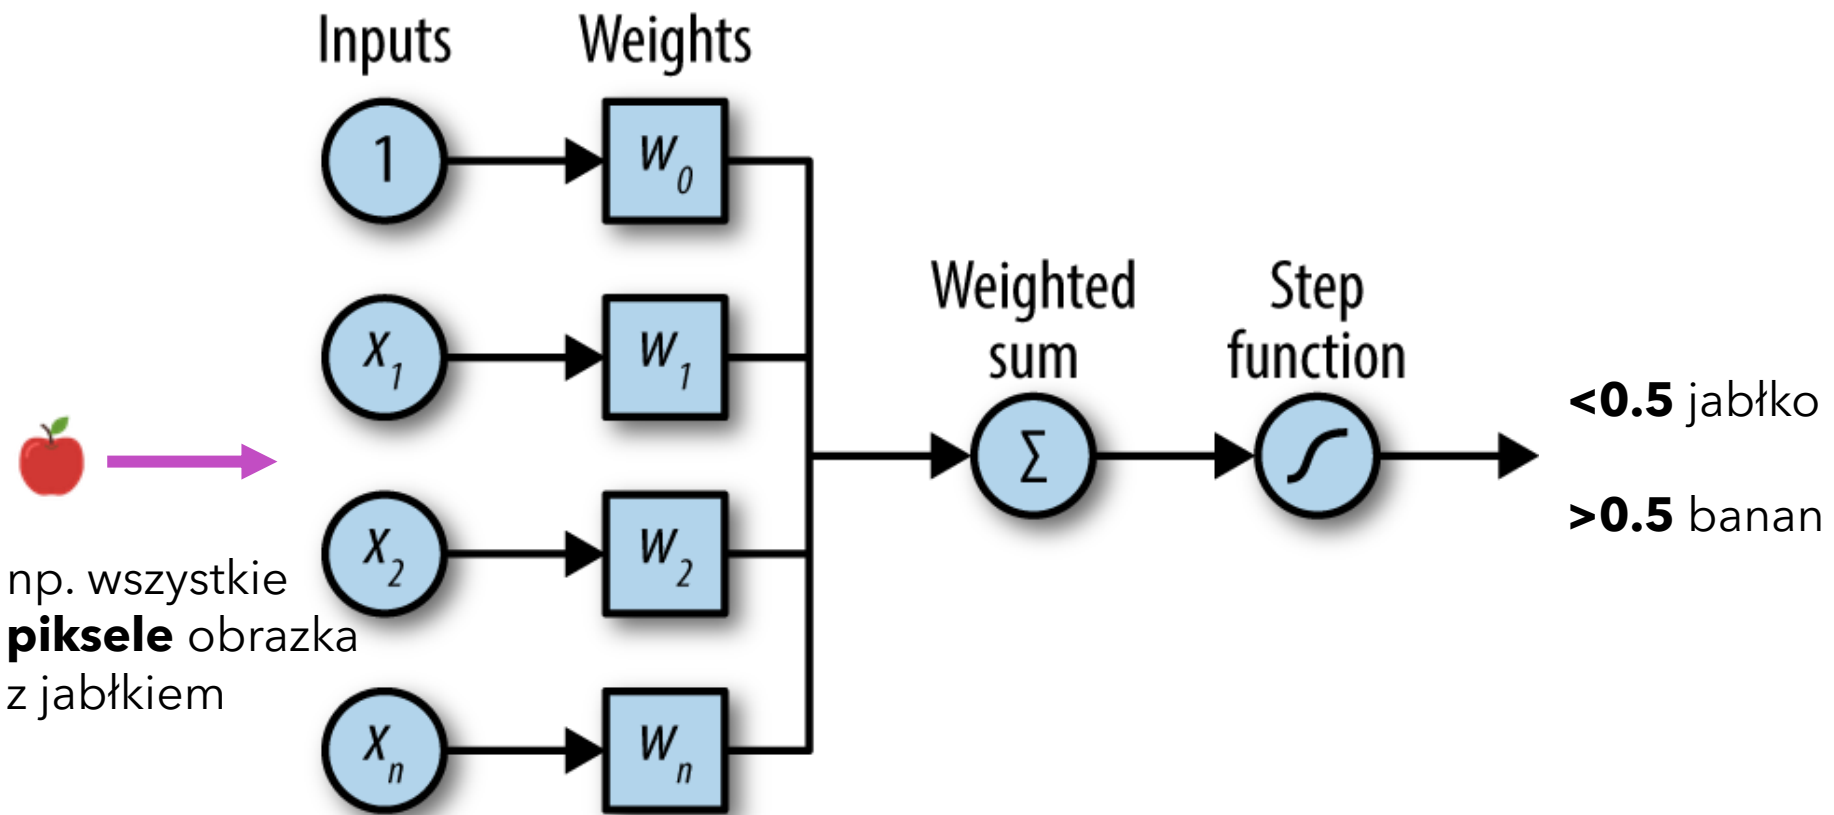 Inputs
Weights
1
w0
x1
w1
x2
w2
xn
wn
Weighted
sum
Σ
Step
function
np. wszystkie
piksele obrazka
z jabłkiem
<0.5 jabłko
>0.5 banan